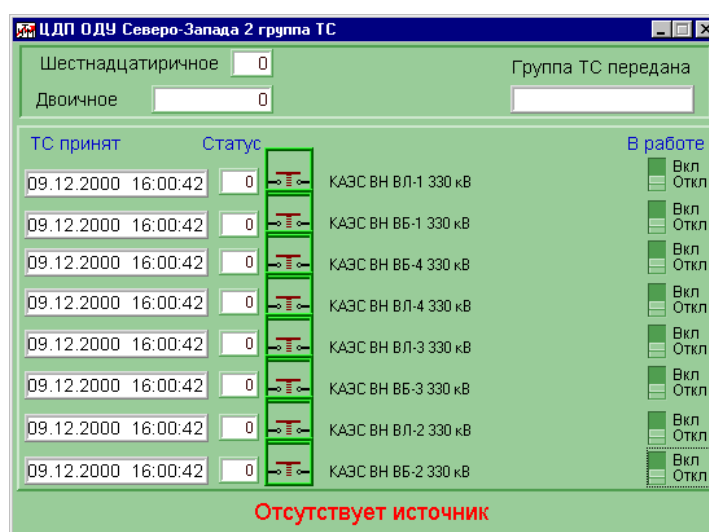 ЦДП ОДУ Северо-Запада 2 группа ТС
Шестнадцатиричное 0
Группа ТС передана
Двоичное 0
ТС принят Статус В работе
09.12.2000 16:00:42 0 КАЭС ВН ВЛ-1 330 кВ Вкл
Откл
09.12.2000 16:00:42 0 КАЭС ВН ВБ-1 330 кВ Вкл
Откл
09.12.2000 16:00:42 0 КАЭС ВН ВБ-4 330 кВ Вкл
Откл
09.12.2000 16:00:42 0 КАЭС ВН ВЛ-4 330 кВ Вкл
Откл
09.12.2000 16:00:42 0 КАЭС ВН ВЛ-3 330 кВ Вкл
Откл
09.12.2000 16:00:42 0 КАЭС ВН ВБ-3 330 кВ Вкл
Откл
09.12.2000 16:00:42 0 КАЭС ВН ВЛ-2 330 кВ Вкл
Откл
09.12.2000 16:00:42 0 КАЭС ВН ВБ-2 330 кВ Вкл
Откл
Отсутствует источник